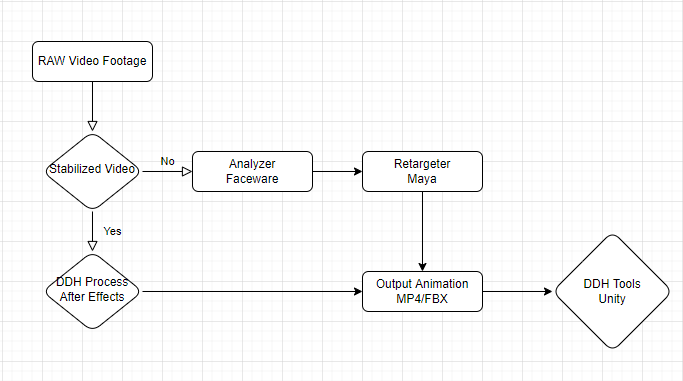 RAW Video Footage
Stabilized Video
No
Analyzer
Faceware
Retargeter
Maya
Yes
DDH Process
After Effects
Output Animation
MP4/FBX
DDH Tools
Unity